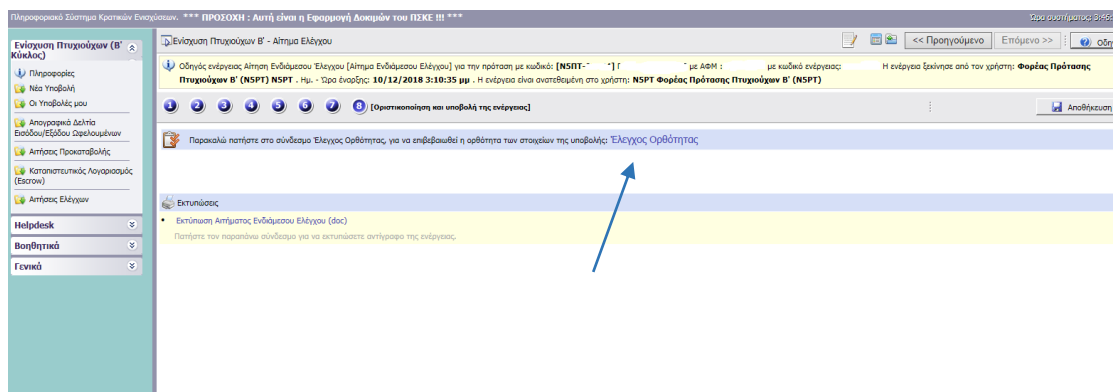 Πληροφοριακό Σύστημα Κρατικών Ενισχύσεων. *** ΠΡΟΣΟΧΗ : Αυτή είναι η Εφαρμογή Δοκιμών του ΠΣΚΕ !!! ***
Ώρα συστήματος: 3:46:
Ενίσχυση Πτυχιούχων (Β' Κύκλος)
Πληροφορίες
Νέα Υποβολή
Οι Υποβολές μου
Απογραφικά Δελτία
Εισόδου/Εξόδου Ωφελουμένων
Αιτήσεις Προκαταβολής
Καταπιστευτικός Λογαριασμός
(Escrow)
Αιτήσεις Ελέγχων
Helpdesk
Βοηθητικά
Γενικά
Ενίσχυση Πτυχιούχων Β' - Αίτημα Ελέγχου
<< Προηγούμενο
Επόμενο >>
Οδη
Οδηγός ενέργειας Αίτηση Ενδιάμεσου Έλεγχου [Αίτημα Ενδιάμεσου Ελέγχου] για την πρόταση με κωδικό: [Ν5ΠΤ- ] [ με ΑΦΜ : με κωδικό ενέργειας: Η ενέργεια ξεκίνησε από τον χρήστη: Φορέας Πρότασης
Πτυχιούχων Β' (N5PT) N5PT . Ημ. - Ώρα έναρξης: 10/12/2018 3:10:35 μμ . Η ενέργεια είναι ανατεθειμένη στο χρήστη: N5PT Φορέας Πρότασης Πτυχιούχων Β' (N5PT)
1 2 3 4 5 6 7 8 [Οριστικοποίηση και υποβολή της ενέργειας]
Αποθήκευση
Παρακαλώ πατήστε στο σύνδεσμο Έλεγχος Ορθότητας, για να επιβεβαιωθεί η ορθότητα των στοιχείων της υποβολής: Έλεγχος Ορθότητας
Εκτυπώσεις
• Εκτύπωση Αιτήματος Ενδιάμεσου Ελέγχου (doc)
Πατήστε τον παραπάνω σύνδεσμο για να εκτυπώσετε αντίγραφο της ενέργειας.